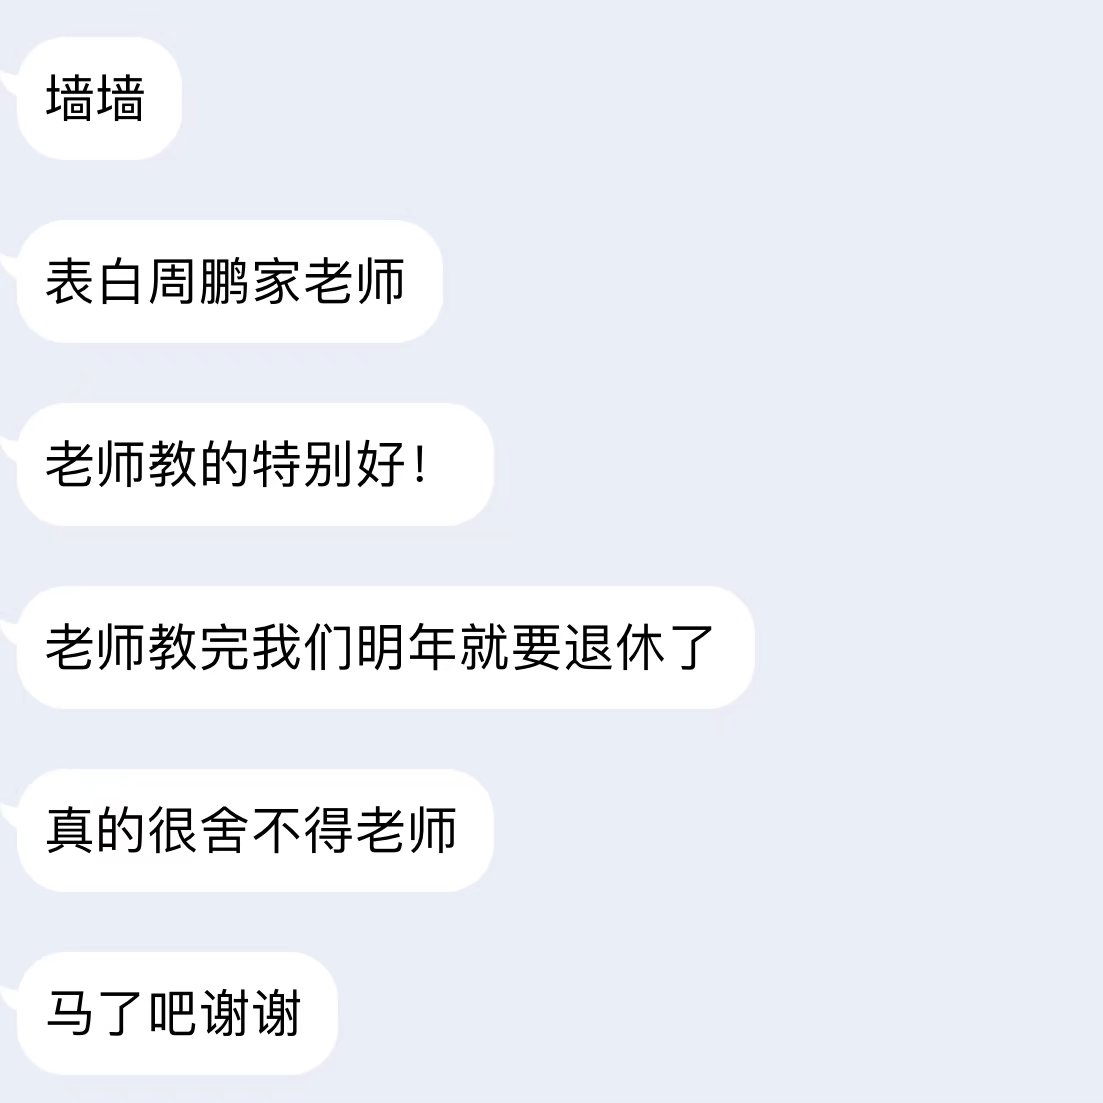 墙墙
表白周鹏家老师
老师教的特别好！
老师教完我们明年就要退休了
真的很舍不得老师
马了吧谢谢